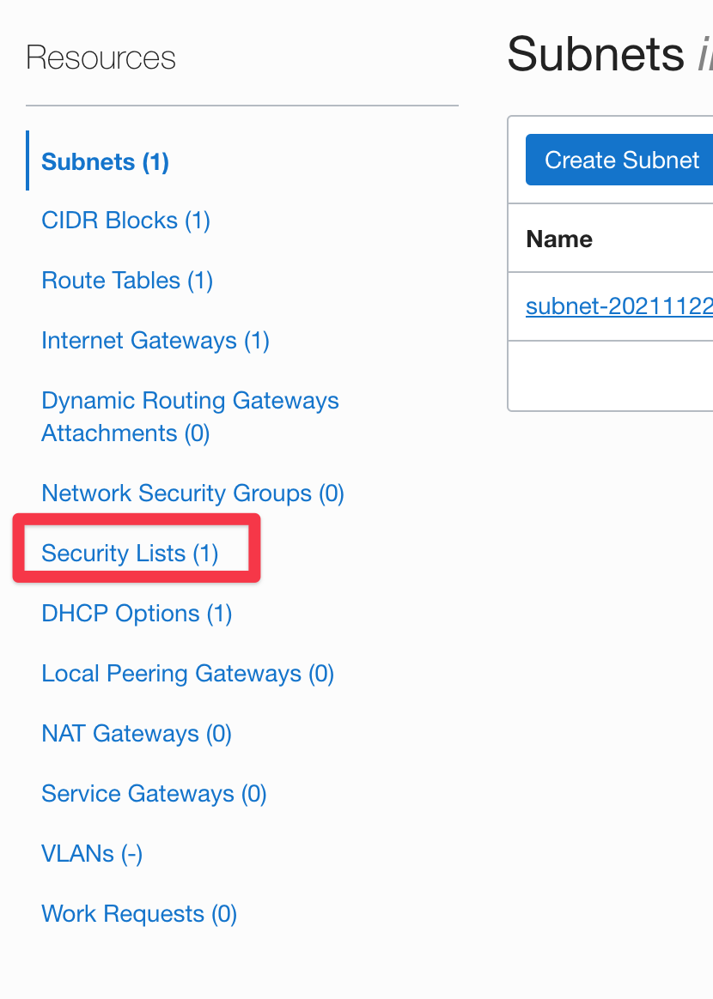 Resources
Subnets (1)
CIDR Blocks (1)
Route Tables (1)
Internet Gateways (1)
Dynamic Routing Gateways
Attachments (0)
Network Security Groups (0)
Security Lists (1)
DHCP Options (1)
Local Peering Gateways (0)
NAT Gateways (0)
Service Gateways (0)
VLANs (-)
Work Requests (0)
Subnets
Create Subnet
Name
subnet-20211122